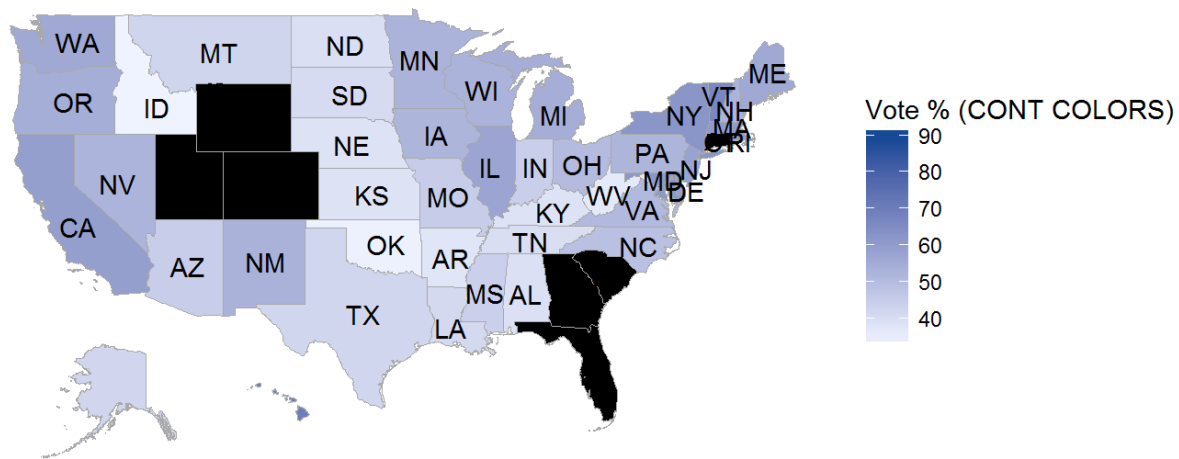 WA
MT
ND
MN
ME
OR
ID
SD
WI
MI
VT
NH
NY
MA
RI
NE
IA
PA
NV
IL
IN
OH
NJ
MD
DE
CA
KS
MO
WV
VA
KY
AZ
NM
OK
AR
TN
NC
MS
AL
TX
LA
Vote % (CONT COLORS)
90
80
70
60
50
40